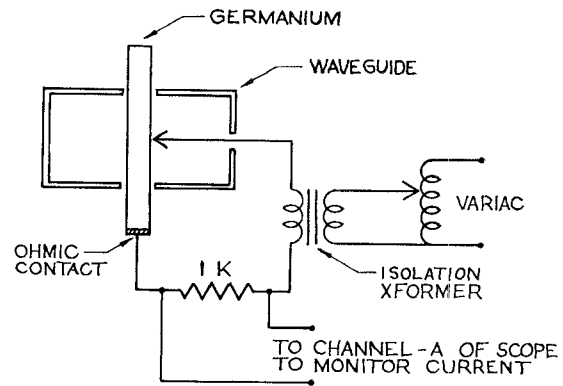 GERMANIUM
WAVEGUIDE
VARIAC
OHMIC
CONTACT
1 K
ISOLATION
XFORMER
TO CHANNEL-A OF SCOPE
TO MONITOR CURRENT